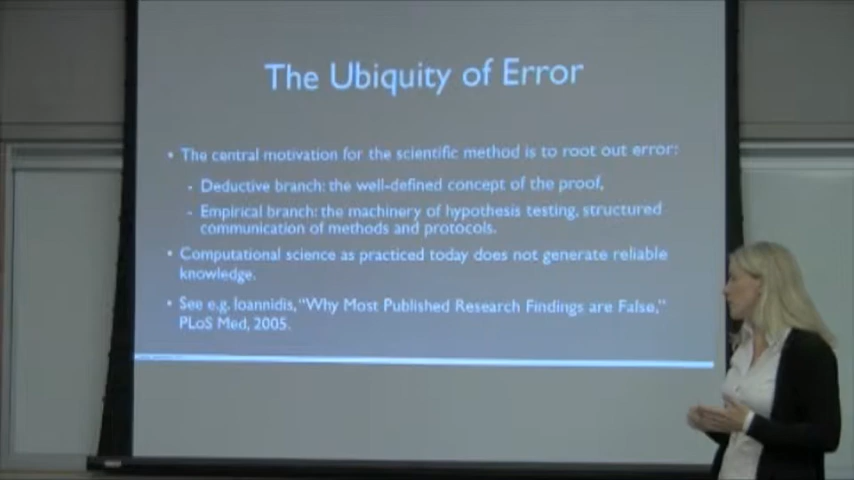 The Ubiquity of Error
• The central motivation for the scientific method is to root out error:
- Deductive branch: the well-defined concept of the proof,
- Empirical branch: the machinery of hypothesis testing, structured
communication of methods and protocols.
• Computational science as practiced today does not generate reliable
knowledge.
• See e.g. Ioannidis, “Why Most Published Research Findings are False,”
PLoS Med, 2005.